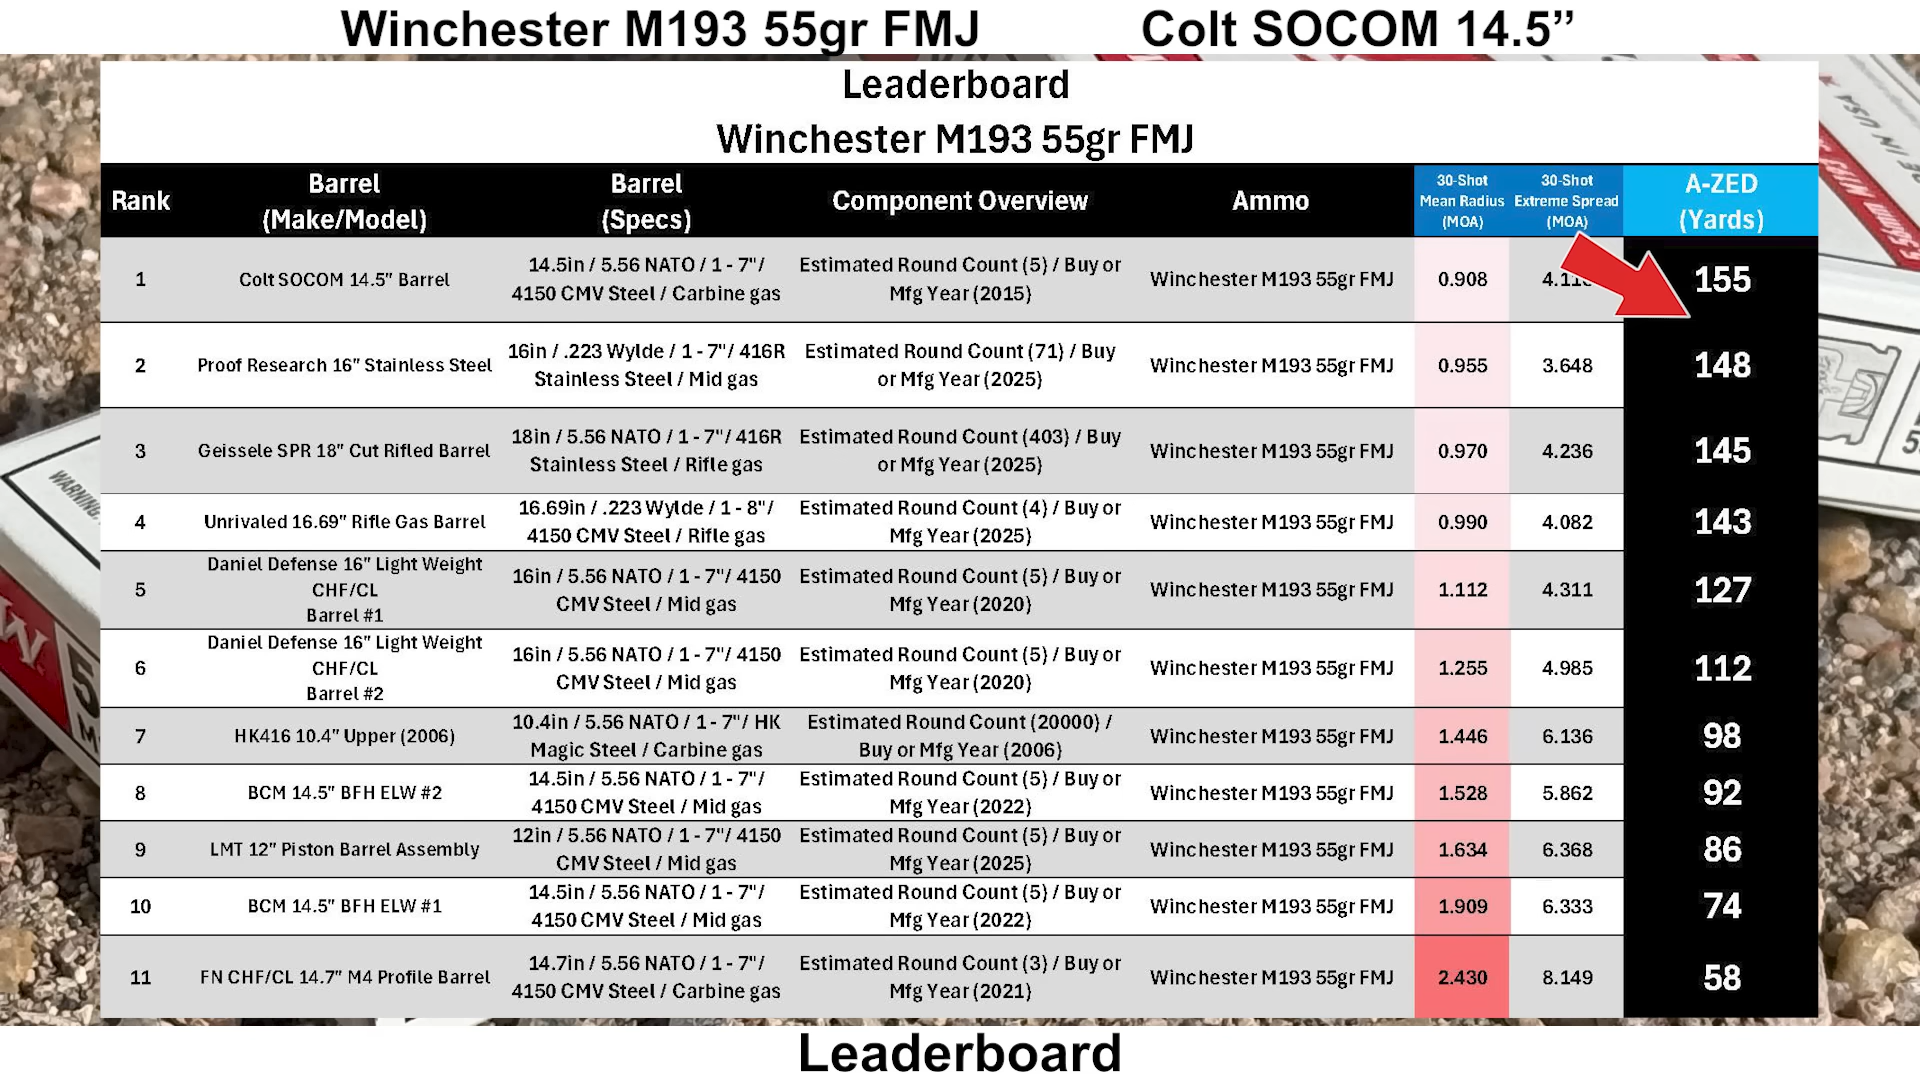 Winchester M193 55gr FMJ Colt SOCOM 14.5”
Leaderboard
Winchester M193 55gr FMJ
Rank Barrel (Make/Model) Barrel (Specs) Component Overview Ammo 30-Shot Mean Radius (MOA) 30-Shot Extreme Spread (MOA) A-ZED (Yards)
1 Colt SOCOM 14.5" Barrel 14.5in / 5.56 NATO / 1 - 7"/ 4150 CMV Steel / Carbine gas Estimated Round Count (5) / Buy or Mfg Year (2015) Winchester M193 55gr FMJ 0.908 155
2 Proof Research 16" Stainless Steel 16in / .223 Wylde / 1 - 7"/ 416R Stainless Steel / Mid gas Estimated Round Count (71) / Buy or Mfg Year (2025) Winchester M193 55gr FMJ 0.955 3.648 148
3 Geissele SPR 18" Cut Rifled Barrel 18in / 5.56 NATO / 1 - 7"/ 416R Stainless Steel / Rifle gas Estimated Round Count (403) / Buy or Mfg Year (2025) Winchester M193 55gr FMJ 0.970 4.236 145
4 Unrivaled 16.69" Rifle Gas Barrel 16.69in / .223 Wylde / 1 - 8"/ 4150 CMV Steel / Rifle gas Estimated Round Count (4) / Buy or Mfg Year (2025) Winchester M193 55gr FMJ 0.990 4.082 143
5 Daniel Defense 16" Light Weight CHF/CL Barrel #1 16in / 5.56 NATO / 1 - 7"/ 4150 CMV Steel / Mid gas Estimated Round Count (5) / Buy or Mfg Year (2020) Winchester M193 55gr FMJ 1.112 4.311 127
6 Daniel Defense 16" Light Weight CHF/CL Barrel #2 16in / 5.56 NATO / 1 - 7"/ 4150 CMV Steel / Mid gas Estimated Round Count (5) / Buy or Mfg Year (2020) Winchester M193 55gr FMJ 1.255 4.985 112
7 HK416 10.4" Upper (2006) 10.4in / 5.56 NATO / 1 - 7"/ HK Magic Steel / Carbine gas Estimated Round Count (20000) / Buy or Mfg Year (2006) Winchester M193 55gr FMJ 1.446 6.136 98
8 BCM 14.5" BFH ELW #2 14.5in / 5.56 NATO / 1 - 7"/ 4150 CMV Steel / Mid gas Estimated Round Count (5) / Buy or Mfg Year (2022) Winchester M193 55gr FMJ 1.528 5.862 92
9 LMT 12" Piston Barrel Assembly 12in / 5.56 NATO / 1 - 7"/ 4150 CMV Steel / Mid gas Estimated Round Count (5) / Buy or Mfg Year (2025) Winchester M193 55gr FMJ 1.634 6.368 86
10 BCM 14.5" BFH ELW #1 14.5in / 5.56 NATO / 1 - 7"/ 4150 CMV Steel / Mid gas Estimated Round Count (5) / Buy or Mfg Year (2022) Winchester M193 55gr FMJ 1.909 6.333 74
11 FN CHF/CL 14.7" M4 Profile Barrel 14.7in / 5.56 NATO / 1 - 7"/ 4150 CMV Steel / Carbine gas Estimated Round Count (3) / Buy or Mfg Year (2021) Winchester M193 55gr FMJ 2.430 8.149 58
Leaderboard